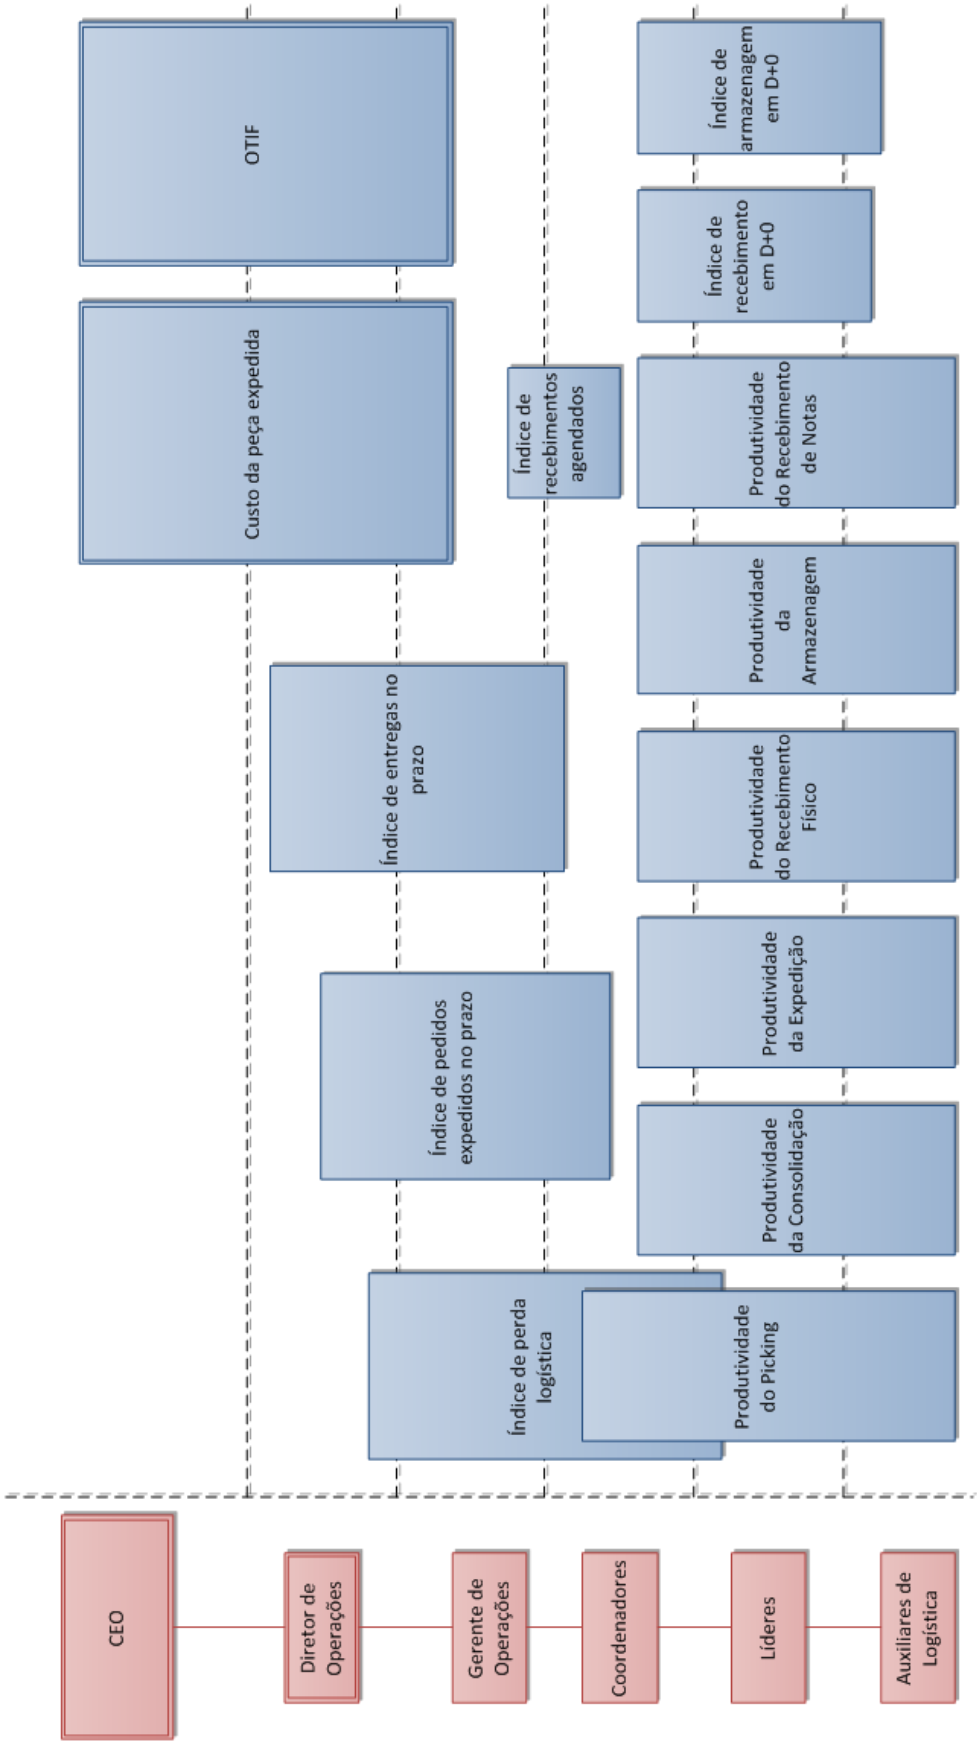 CEO
Diretor de
Operações
Gerente de
Operações
Coordenadores
Líderes
Auxiliares de
Logística
Índice de perda
logística
Produtividade
do Picking
Índice de pedidos
expedidos no prazo
Produtividade
da Consolidação
Produtividade
da Expedição
Índice de entregas no
prazo
Produtividade
do Recebimento
Físico
Produtividade
da
Armazenagem
Custo da peça expedida
Índice de
recebimentos
agendados
Produtividade
do Recebimento
de Notas
OTIF
Índice de
recebimento
em D+0
Índice de
armazenagem
em D+0